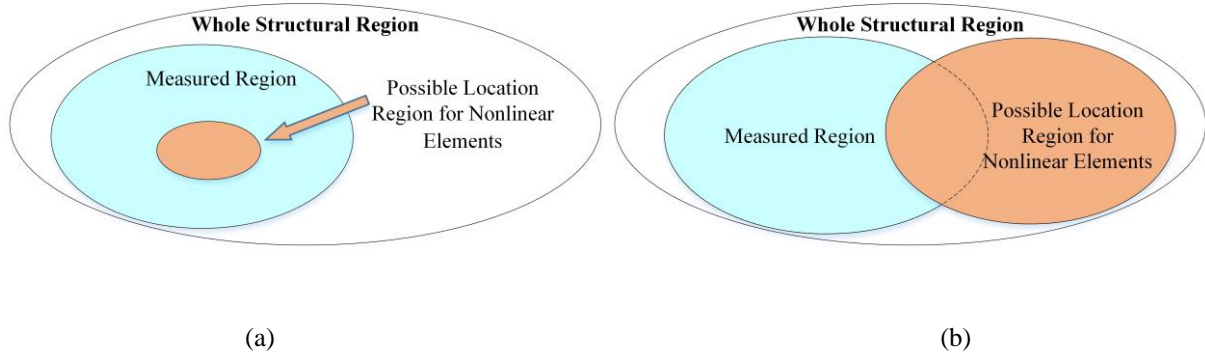 Whole Structural Region
Measured Region
Possible Location
Region for Nonlinear
Elements
(a)
Whole Structural Region
Measured Region
Possible Location
Region for
Nonlinear Elements
(b)